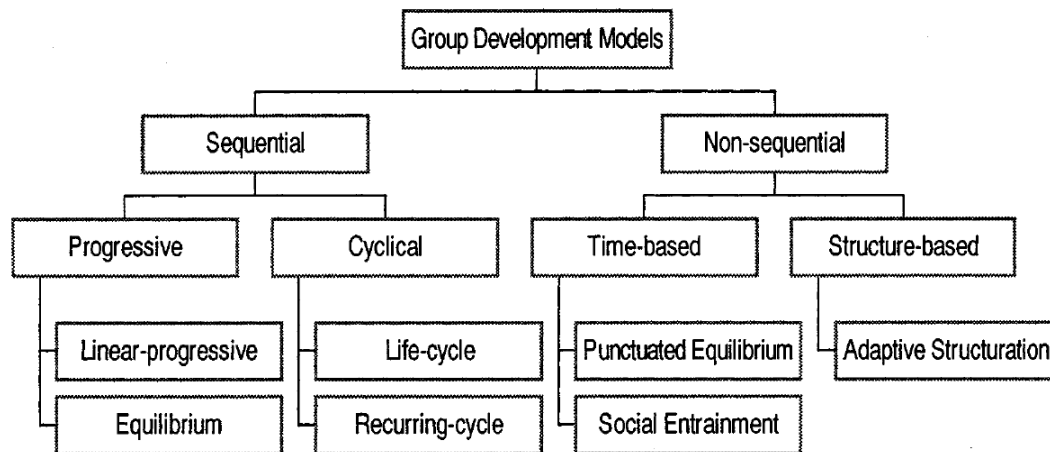 Group Development Models
Sequential
Non-sequential
Progressive
Cyclical
Time-based
Structure-based
Linear-progressive
Life-cycle
Punctuated Equilibrium
Adaptive Structuration
Equilibrium
Recurring-cycle
Social Entrainment